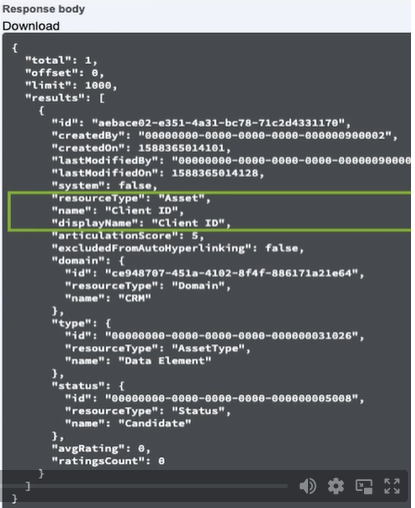 Response body
Download
{
"total": 1,
"offset": 0,
"limit": 1000,
"results": [
{
"id": "aebace02-e351-4a31-bc78-71c2d4331170",
"createdBy": "00000000-0000-0000-0000-000000900002",
"createdOn": 1588365014101,
"lastModifiedBy": "00000000-0000-0000-0000-00000090000
"lastModifiedOn": 1588365014128,
"system": false,
"resourceType": "Asset",
"name": "Client ID",
"displayName": "Client ID",
"articulationScore": 5,
"excludedFromAutoHyperlinking": false,
"domain": {
"id": "ce948707-451a-4102-8f4f-886171a21e64",
"resourceType": "Domain",
"name": "CRM"
},
"type": {
"id": "00000000-0000-0000-0000-000000031026",
"resourceType": "AssetType",
"name": "Data Element"
},
"status": {
"id": "00000000-0000-0000-0000-000000005008",
"resourceType": "Status",
"name": "Candidate"
},
"avgRating": 0,
"ratingsCount": 0
}
]
}